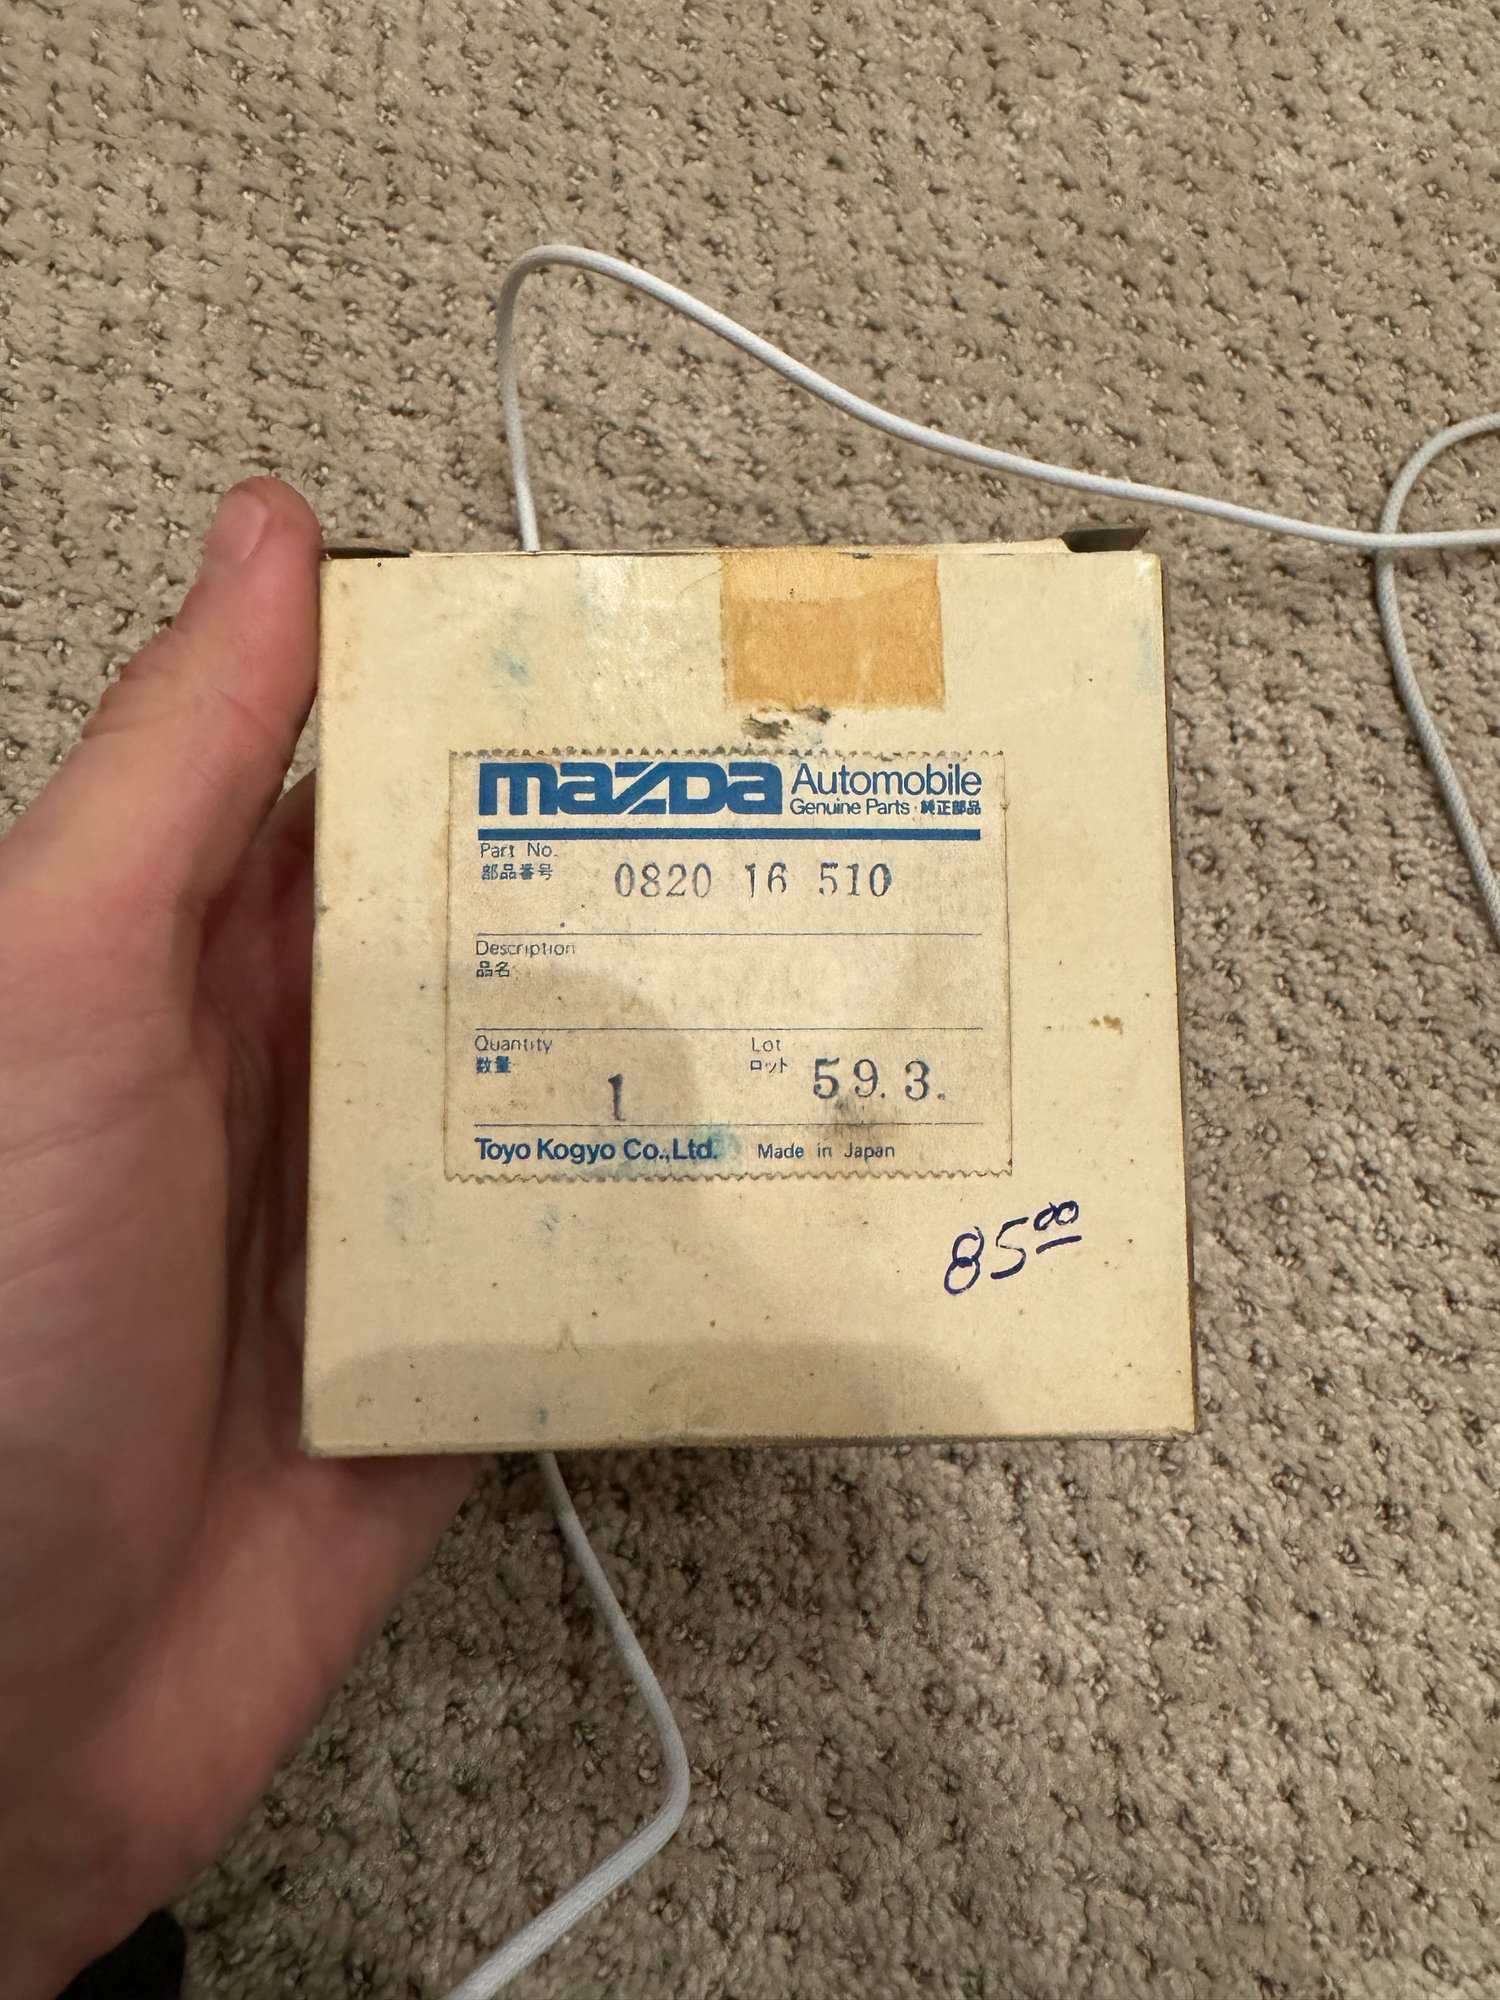 mazda Automobile
Genuine Parts・純正部品
Part No.
部品番号
0820 16 510
Description
品名
Quantity
数量
1
Lot
ロット
59.3.
Toyo Kogyo Co.,Ltd. Made in Japan
85⁰⁰